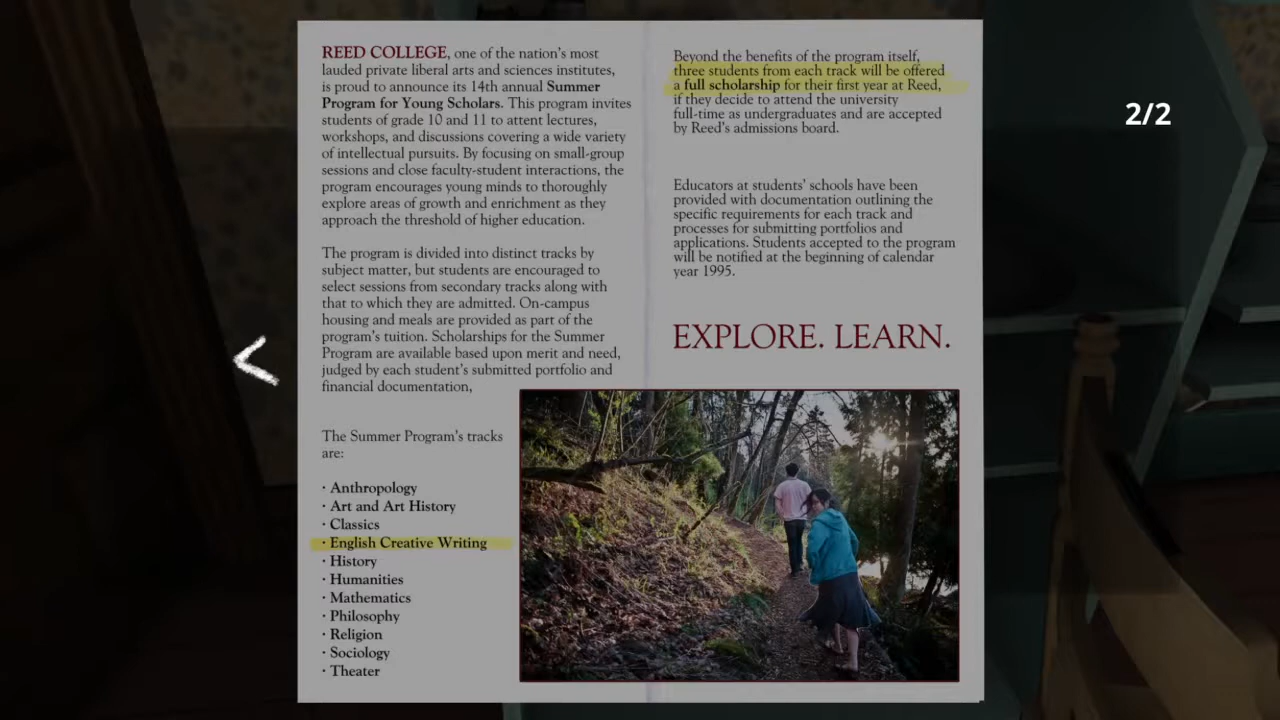 REED COLLEGE, one of the nation's most
lauded private liberal arts and sciences institutes,
is proud to announce its 14th annual Summer
Program for Young Scholars. This program invites
students of grade 10 and 11 to attent lectures,
workshops, and discussions covering a wide variety
of intellectual pursuits. By focusing on small-group
sessions and close faculty-student interactions, the
program encourages young minds to thoroughly
explore areas of growth and enrichment as they
approach the threshold of higher education.
The program is divided into distinct tracks by
subject matter, but students are encouraged to
select sessions from secondary tracks along with
that to which they are admitted. On-campus
housing and meals are provided as part of the
program's tuition. Scholarships for the Summer
Program are available based upon merit and need,
judged by each student's submitted portfolio and
financial documentation,
The Summer Program's tracks
are:
· Anthropology
· Art and Art History
· Classics
· English Creative Writing
· History
· Humanities
· Mathematics
· Philosophy
· Religion
· Sociology
· Theater
Beyond the benefits of the program itself,
three students from each track will be offered
a full scholarship for their first year at Reed,
if they decide to attend the university
full-time as undergraduates and are accepted
by Reed's admissions board.
Educators at students' schools have been
provided with documentation outlining the
specific requirements for each track and
processes for submitting portfolios and
applications. Students accepted to the program
will be notified at the beginning of calendar
year 1995.
EXPLORE. LEARN.
2/2